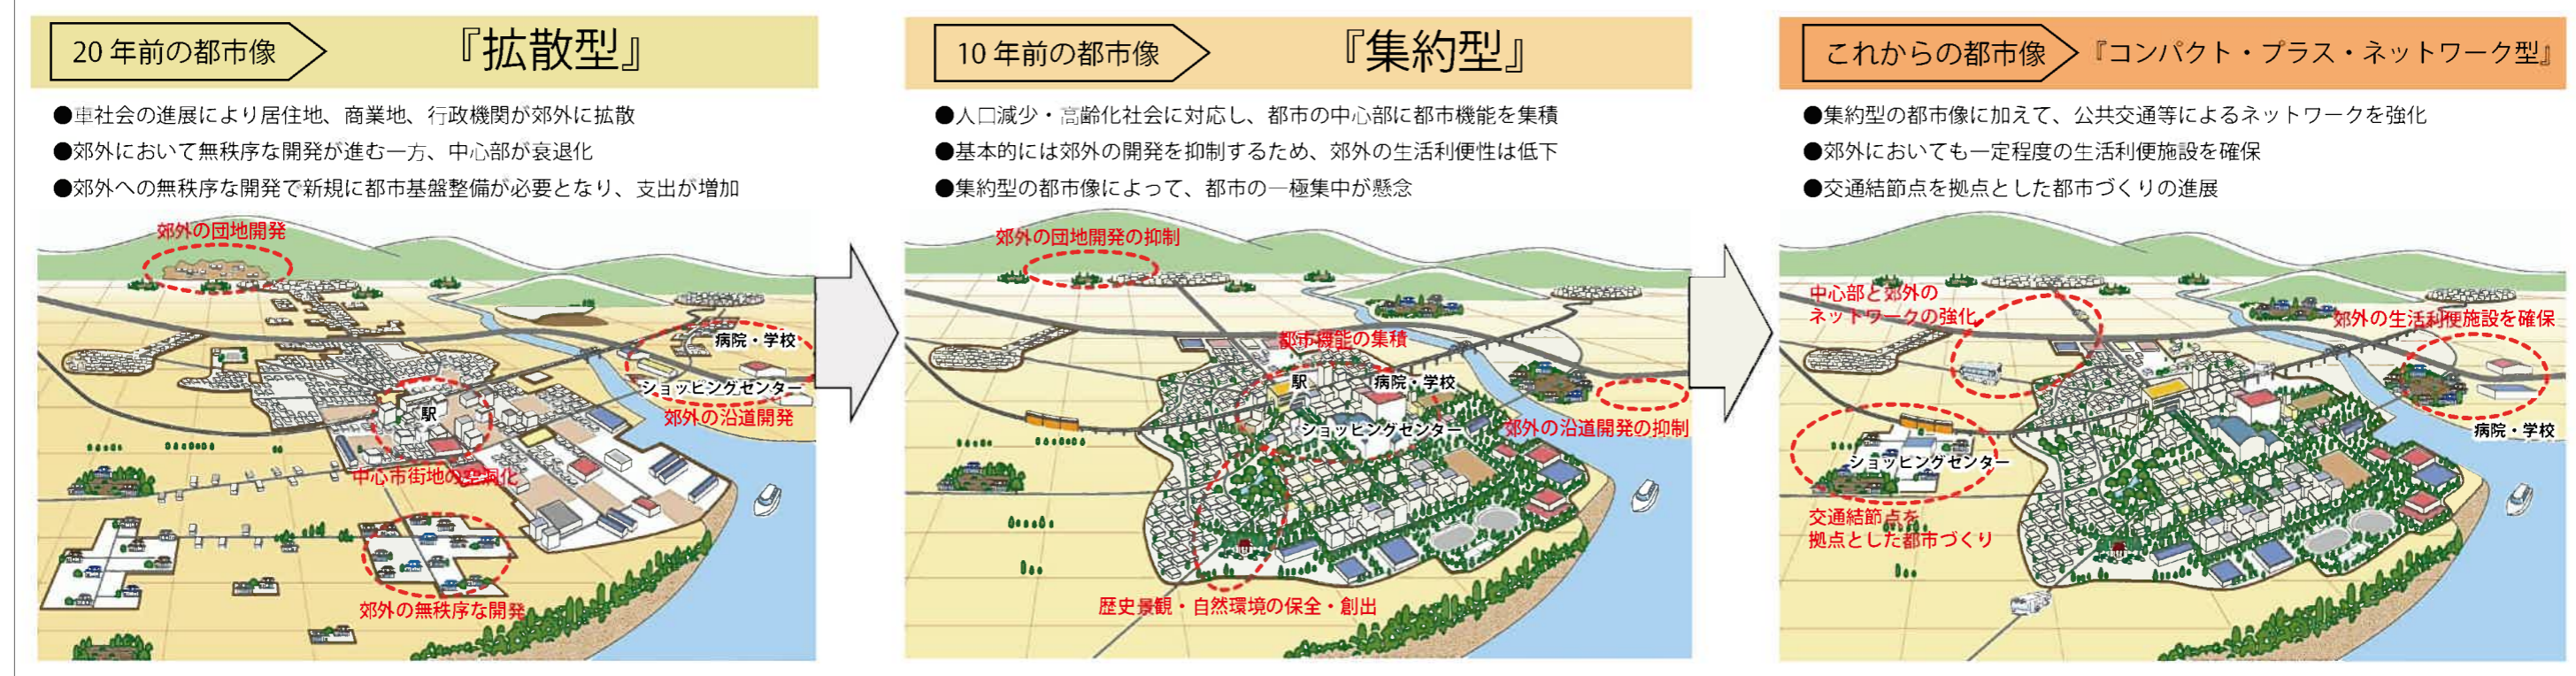 20年前の都市像
『拡散型』
●車社会の進展により居住地、商業地、行政機関が郊外に拡散
●郊外において無秩序な開発が進む一方、中心部が衰退化
●郊外への無秩序な開発で新規に都市基盤整備が必要となり、支出が増加
郊外の団地開発
病院・学校
ショッピングセンター
郊外の沿道開発
駅
中心市街地の空洞化
郊外の無秩序な開発
10年前の都市像
『集約型』
●人口減少・高齢化社会に対応し、都市の中心部に都市機能を集積
●基本的には郊外の開発を抑制するため、郊外の生活利便性は低下
●集約型の都市像によって、都市の一極集中が懸念
郊外の団地開発の抑制
都市機能の集積
駅
病院・学校
ショッピングセンター
郊外の沿道開発の抑制
歴史景観・自然環境の保全・創出
これからの都市像
『コンパクト・プラス・ネットワーク型』
●集約型の都市像に加えて、公共交通等によるネットワークを強化
●郊外においても一定程度の生活利便施設を確保
●交通結節点を拠点とした都市づくりの進展
中心部と郊外の
ネットワークの強化
郊外の生活利便施設を確保
病院・学校
ショッピングセンター
交通結節点を
拠点とした都市づくり